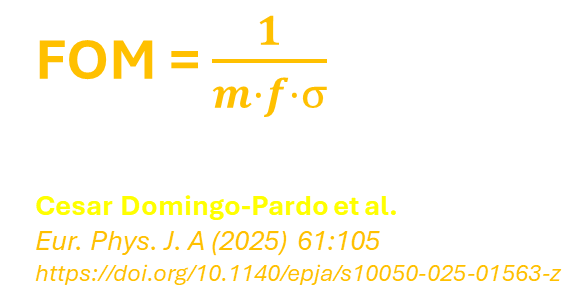 FOM = 1
m·f·σ
Cesar Domingo-Pardo et al.
Eur. Phys. J. A (2025) 61:105
https://doi.org/10.1140/epja/s10050-025-01563-z